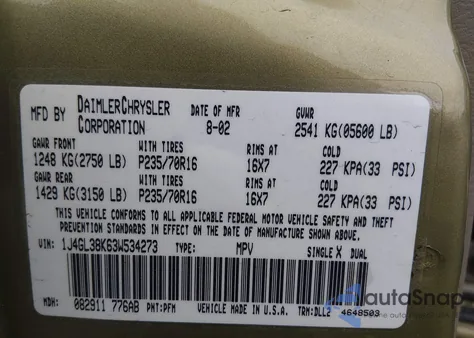 MFD BY DAIMLERCHRYSLER CORPORATION DATE OF MFR 8-02 GVWR 2541 KG(05600 LB)
GAWR FRONT WITH TIRES RIMS AT COLD
1248 KG(2750 LB) P235/70R16 16X7 227 KPA(33 PSI)
GAWR REAR WITH TIRES RIMS AT COLD
1429 KG(3150 LB) P235/70R16 16X7 227 KPA(33 PSI)
THIS VEHICLE CONFORMS TO ALL APPLICABLE FEDERAL MOTOR VEHICLE SAFETY AND THEFT
PREVENTION STANDARDS IN EFFECT ON THE DATE OF MANUFACTURE SHOWN ABOVE.
VIN: 1J4GL38K63W534273 TYPE: MPV SINGLE X DUAL
MDH: 082911 776AB PNT:PFM VEHICLE MADE IN U.S.A. TRM:DLL2 4648503
autoSnap